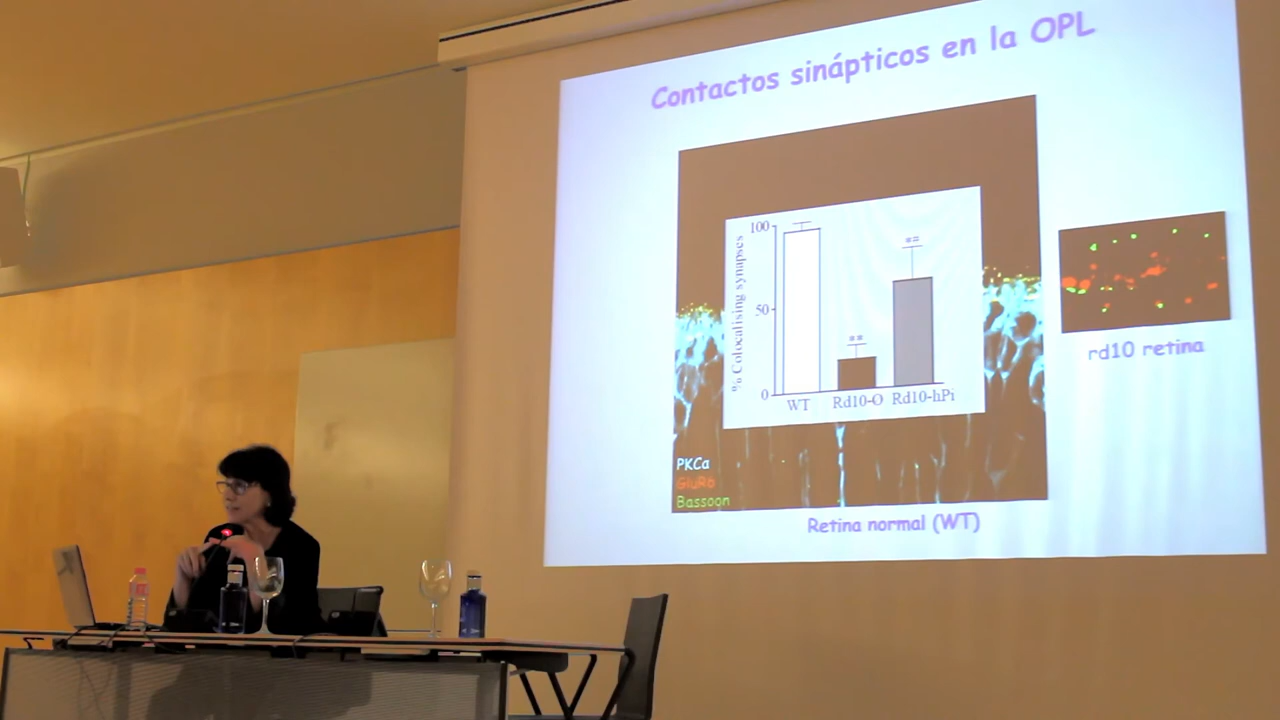 Contactos sinápticos en la OPL
% Colocalising synapses
100
50
0
**
**
WT
Rd10-O
Rd10-hPi
PKCa
GluR6
Bassoon
Retina normal (WT)
rd10 retina